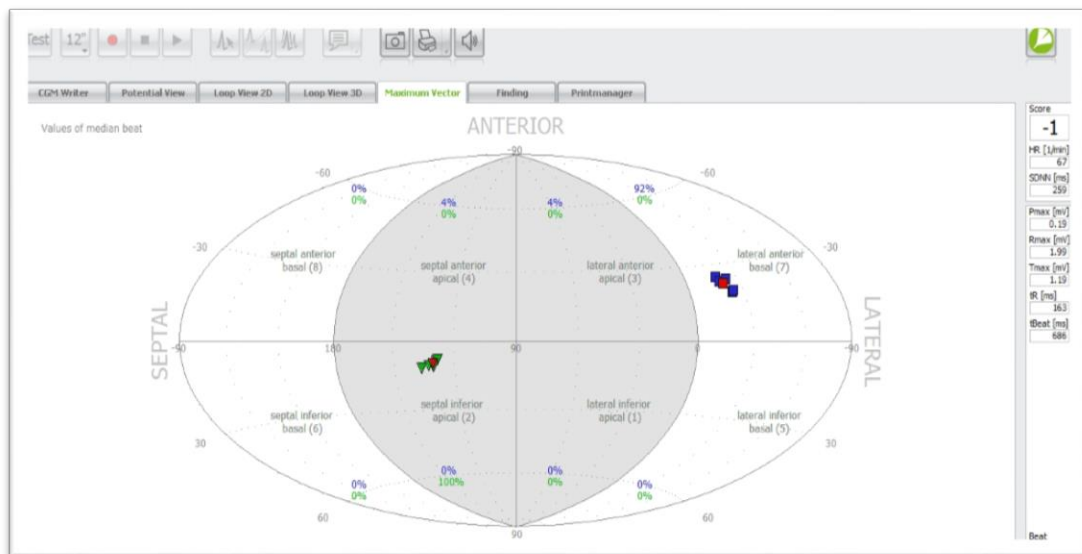 Test 12"
CGM Writer Potential View Loop View 2D Loop View 3D Maximum Vector Finding Printmanager
Values of median beat
ANTERIOR
Score
-1
HR [1/min]
67
SDNN [ms]
259
Pmax [mV]
0.19
Rmax [mV]
1.99
Tmax [mV]
1.19
tR [ms]
163
tBeat [ms]
686
-90
-60 -60
0% 4% 4% 92%
0% 0% 0% 0%
-30 -30
septal anterior
basal (8)
septal anterior
apical (4)
lateral anterior
apical (3)
lateral anterior
basal (7)
SEPTAL
-90 180 90 0 -90
LATERAL
septal inferior
basal (6)
septal inferior
apical (2)
lateral inferior
apical (1)
lateral inferior
basal (5)
30 30
0% 0% 0% 0%
0% 100% 0% 0%
60 60
90
Beat